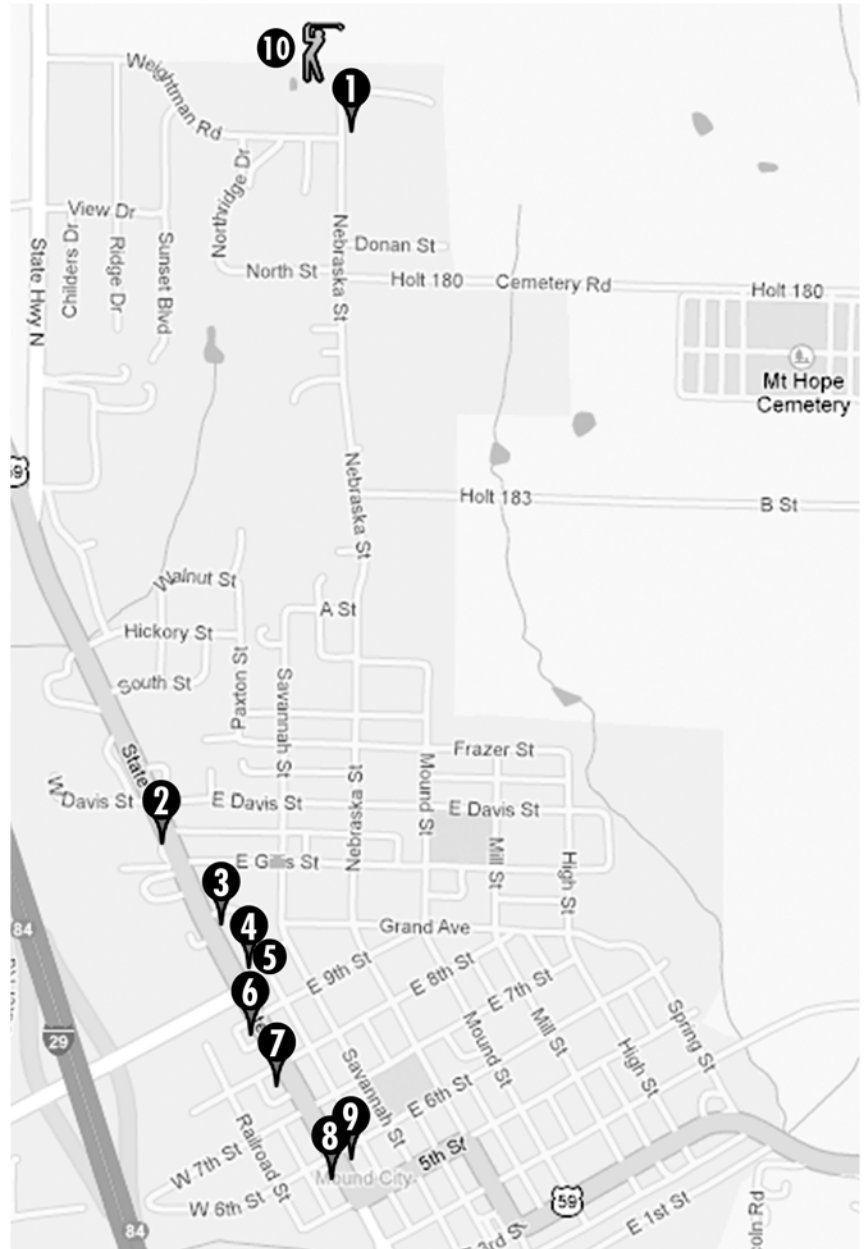 10
1
Weightman Rd
Northridge Dr
View Dr
State Hwy N
Childers Dr
Ridge Dr
Sunset Blvd
Nebraska St
Donan St
North St
Holt 180
Cemetery Rd
Holt 180
Mt Hope
Cemetery
Nebraska St
Holt 183
B St
Walnut St
A St
Hickory St
South St
Paxton St
Savannah St
State
Frazer St
Mound St
Nebraska St
W Davis St
2
E Davis St
E Davis St
E Gillis St
Mill St
High St
3
4
5
6
7
8
9
Grand Ave
84
29
84
E 9th St
E 8th St
E 7th St
Mound St
Mill St
High St
Spring St
Savannah St
E 6th St
5th St
Railroad St
W 7th St
W 6th St
Mound City
59
3rd St
E 1st St